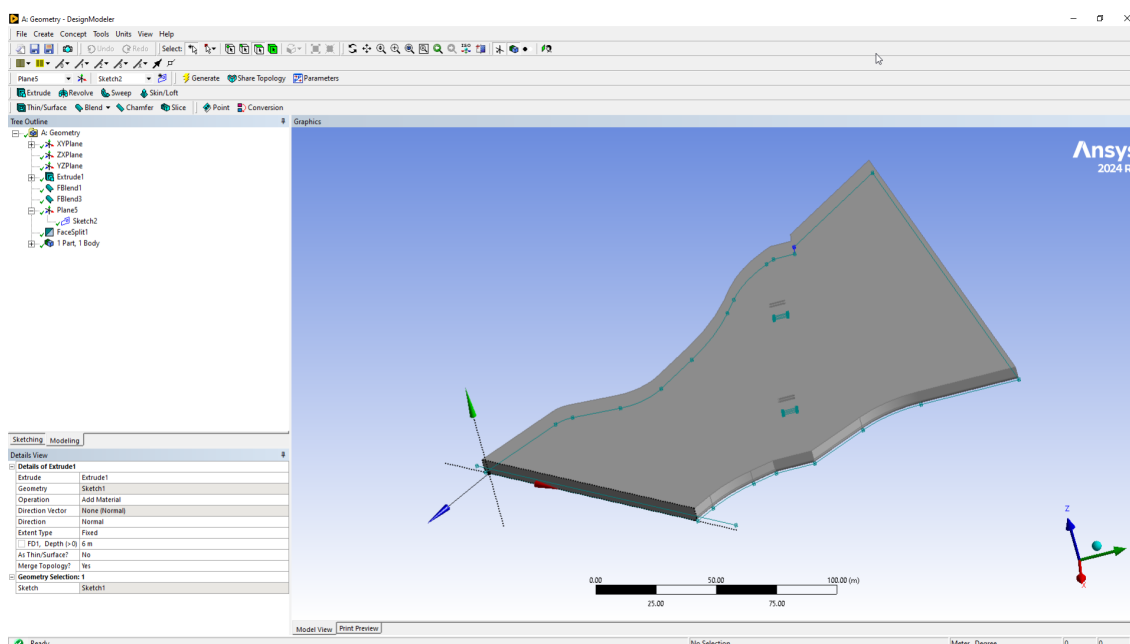 A: Geometry - DesignModeler
File Create Concept Tools Units View Help
Undo Redo Select:
Plane5 Sketch2 Generate Share Topology Parameters
Extrude Revolve Sweep Skin/Loft
Thin/Surface Blend Chamfer Slice Point Conversion
Tree Outline
A: Geometry
XYPlane
ZXPlane
YZPlane
Extrude1
FBlend1
FBlend3
Plane5
Sketch2
FaceSplit1
1 Part, 1 Body
Sketching Modeling
Details View
Details of Extrude1
Extrude Extrude1
Geometry Sketch1
Operation Add Material
Direction Vector None (Normal)
Direction Normal
Extent Type Fixed
FD1, Depth (>0) 6 m
As Thin/Surface? No
Merge Topology? Yes
Geometry Selection: 1
Sketch Sketch1
Graphics
Ansys
2024 R
Z
X
0.00 50.00 100.00 (m)
25.00 75.00
Model View Print Preview
Ready No Selection Meter Degree 0 0